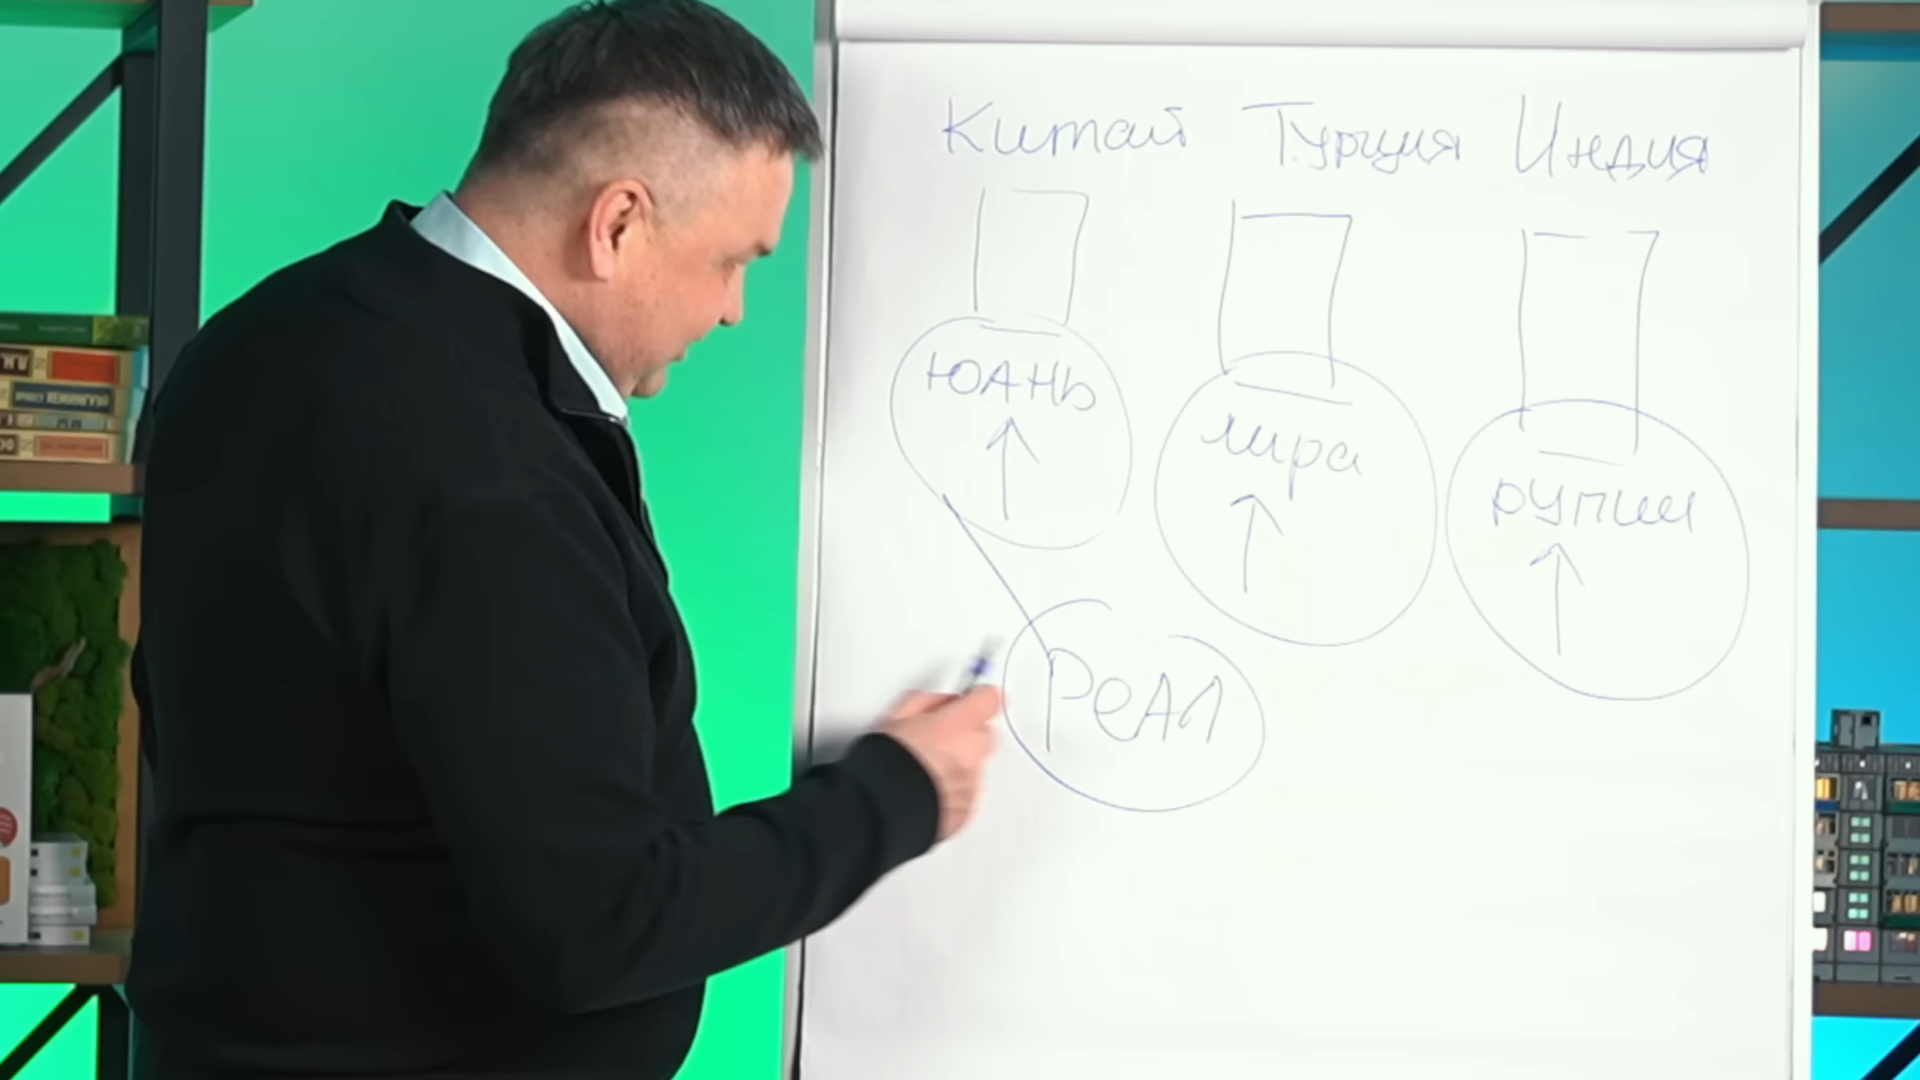 Китай Турция Индия
юань
лира
рупии
реал